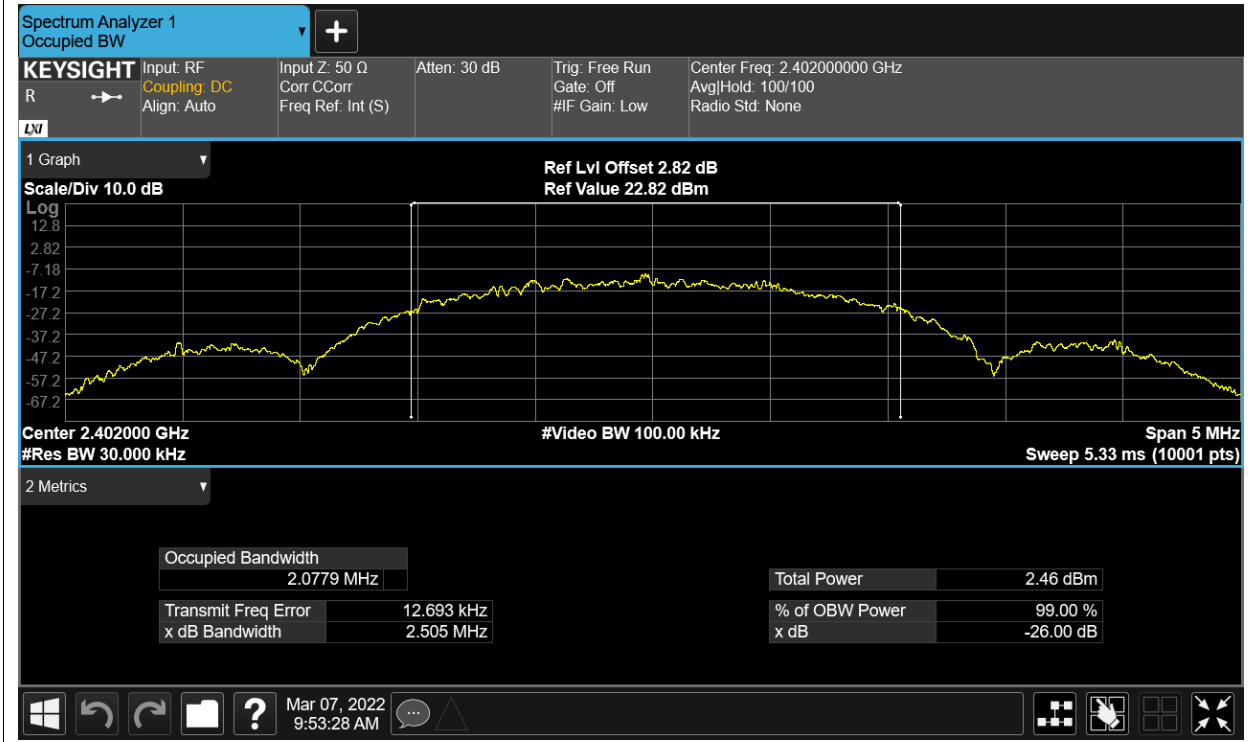 Spectrum Analyzer 1
Occupied BW
KEYSIGHT
R
LXI
Input: RF
Coupling: DC
Align: Auto
Input Z: 50 Ω
Corr CCorr
Freq Ref: Int (S)
Atten: 30 dB
Trig: Free Run
Gate: Off
#IF Gain: Low
Center Freq: 2.402000000 GHz
Avg|Hold: 100/100
Radio Std: None
1 Graph
Scale/Div 10.0 dB
Ref Lvl Offset 2.82 dB
Ref Value 22.82 dBm
Log
12.8
2.82
-7.18
-17.2
-27.2
-37.2
-47.2
-57.2
-67.2
Center 2.402000 GHz
#Res BW 30.000 kHz
#Video BW 100.00 kHz
Span 5 MHz
Sweep 5.33 ms (10001 pts)
2 Metrics
Occupied Bandwidth
2.0779 MHz
Transmit Freq Error 12.693 kHz
x dB Bandwidth 2.505 MHz
Total Power 2.46 dBm
% of OBW Power 99.00 %
x dB -26.00 dB
?
Mar 07, 2022
9:53:28 AM